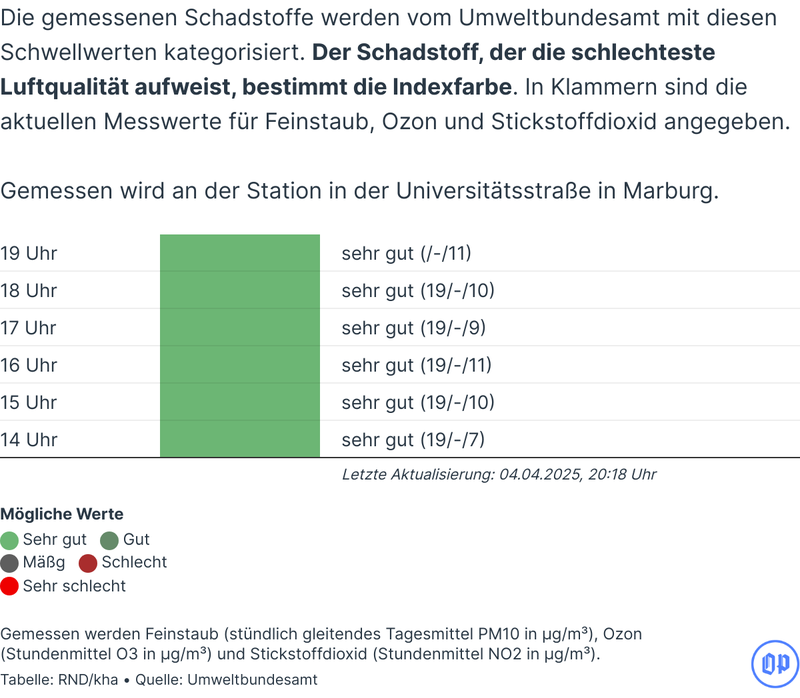 Die gemessenen Schadstoffe werden vom Umweltbundesamt mit diesen
Schwellwerten kategorisiert. Der Schadstoff, der die schlechteste
Luftqualität aufweist, bestimmt die Indexfarbe. In Klammern sind die
aktuellen Messwerte für Feinstaub, Ozon und Stickstoffdioxid angegeben.
Gemessen wird an der Station in der Universitätsstraße in Marburg.
19 Uhr sehr gut (/-/11)
18 Uhr sehr gut (19/-/10)
17 Uhr sehr gut (19/-/9)
16 Uhr sehr gut (19/-/11)
15 Uhr sehr gut (19/-/10)
14 Uhr sehr gut (19/-/7)
Letzte Aktualisierung: 04.04.2025, 20:18 Uhr
Mögliche Werte
Sehr gut Gut
Mäßg Schlecht
Sehr schlecht
Gemessen werden Feinstaub (stündlich gleitendes Tagesmittel PM10 in µg/m³), Ozon
(Stundenmittel O3 in µg/m³) und Stickstoffdioxid (Stundenmittel NO2 in µg/m³).
Tabelle: RND/kha • Quelle: Umweltbundesamt
OP